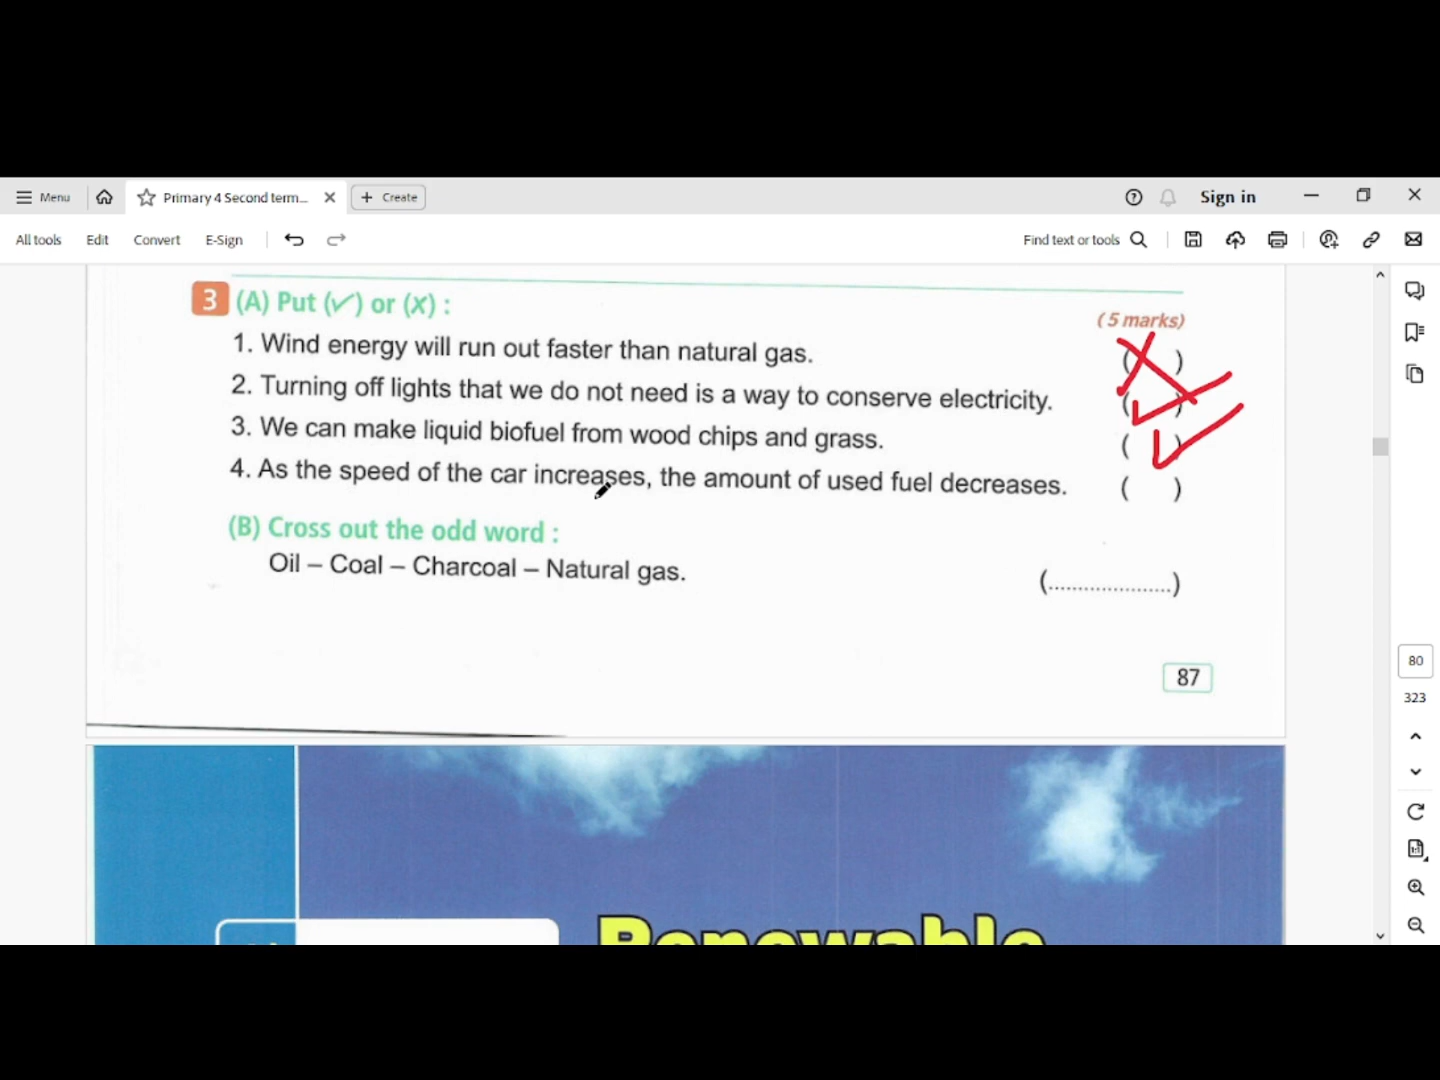 Menu
Primary 4 Second term...
Create
Sign in
All tools
Edit
Convert
E-Sign
Find text or tools
3 (A) Put (✓) or (✗) :
(5 marks)
1. Wind energy will run out faster than natural gas. ( )
2. Turning off lights that we do not need is a way to conserve electricity. ( )
3. We can make liquid biofuel from wood chips and grass. ( )
4. As the speed of the car increases, the amount of used fuel decreases. ( )
(B) Cross out the odd word :
Oil – Coal – Charcoal – Natural gas. (.....................)
87
80
323
Renewable